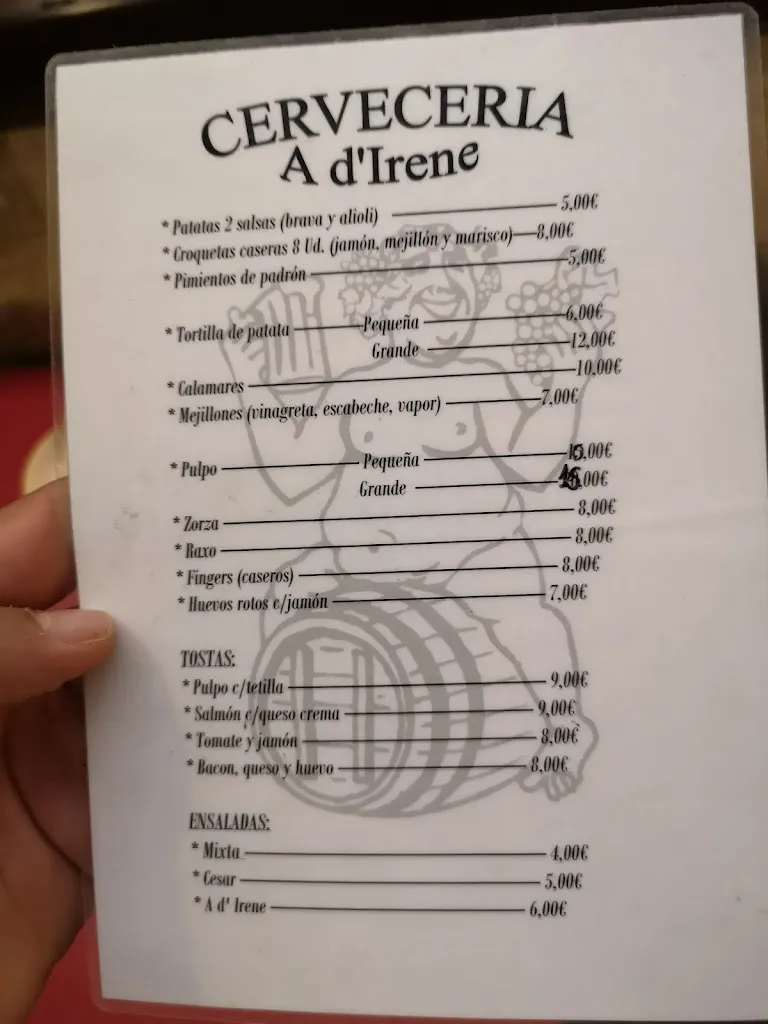 CERVECERIA
A d'Irene
* Patatas 2 salsas (brava y alioli) 5,00€
* Croquetas caseras 8 Ud. (jamón, mejillón y marisco) 8,00€
* Pimientos de padrón 5,00€
* Tortilla de patata Pequeña 6,00€
Grande 12,00€
* Calamares 10,00€
* Mejillones (vinagreta, escabeche, vapor) 7,00€
* Pulpo Pequeña
Grande
* Zorza 8,00€
* Raxo 8,00€
* Fingers (caseros) 8,00€
* Huevos rotos c/jamón 7,00€
TOSTAS:
* Pulpo c/tetilla 9,00€
* Salmón c/queso crema 9,00€
* Tomate y jamón 8,00€
* Bacon, queso y huevo 8,00€
ENSALADAS:
* Mixta 4,00€
* Cesar 5,00€
* A d' Irene 6,00€